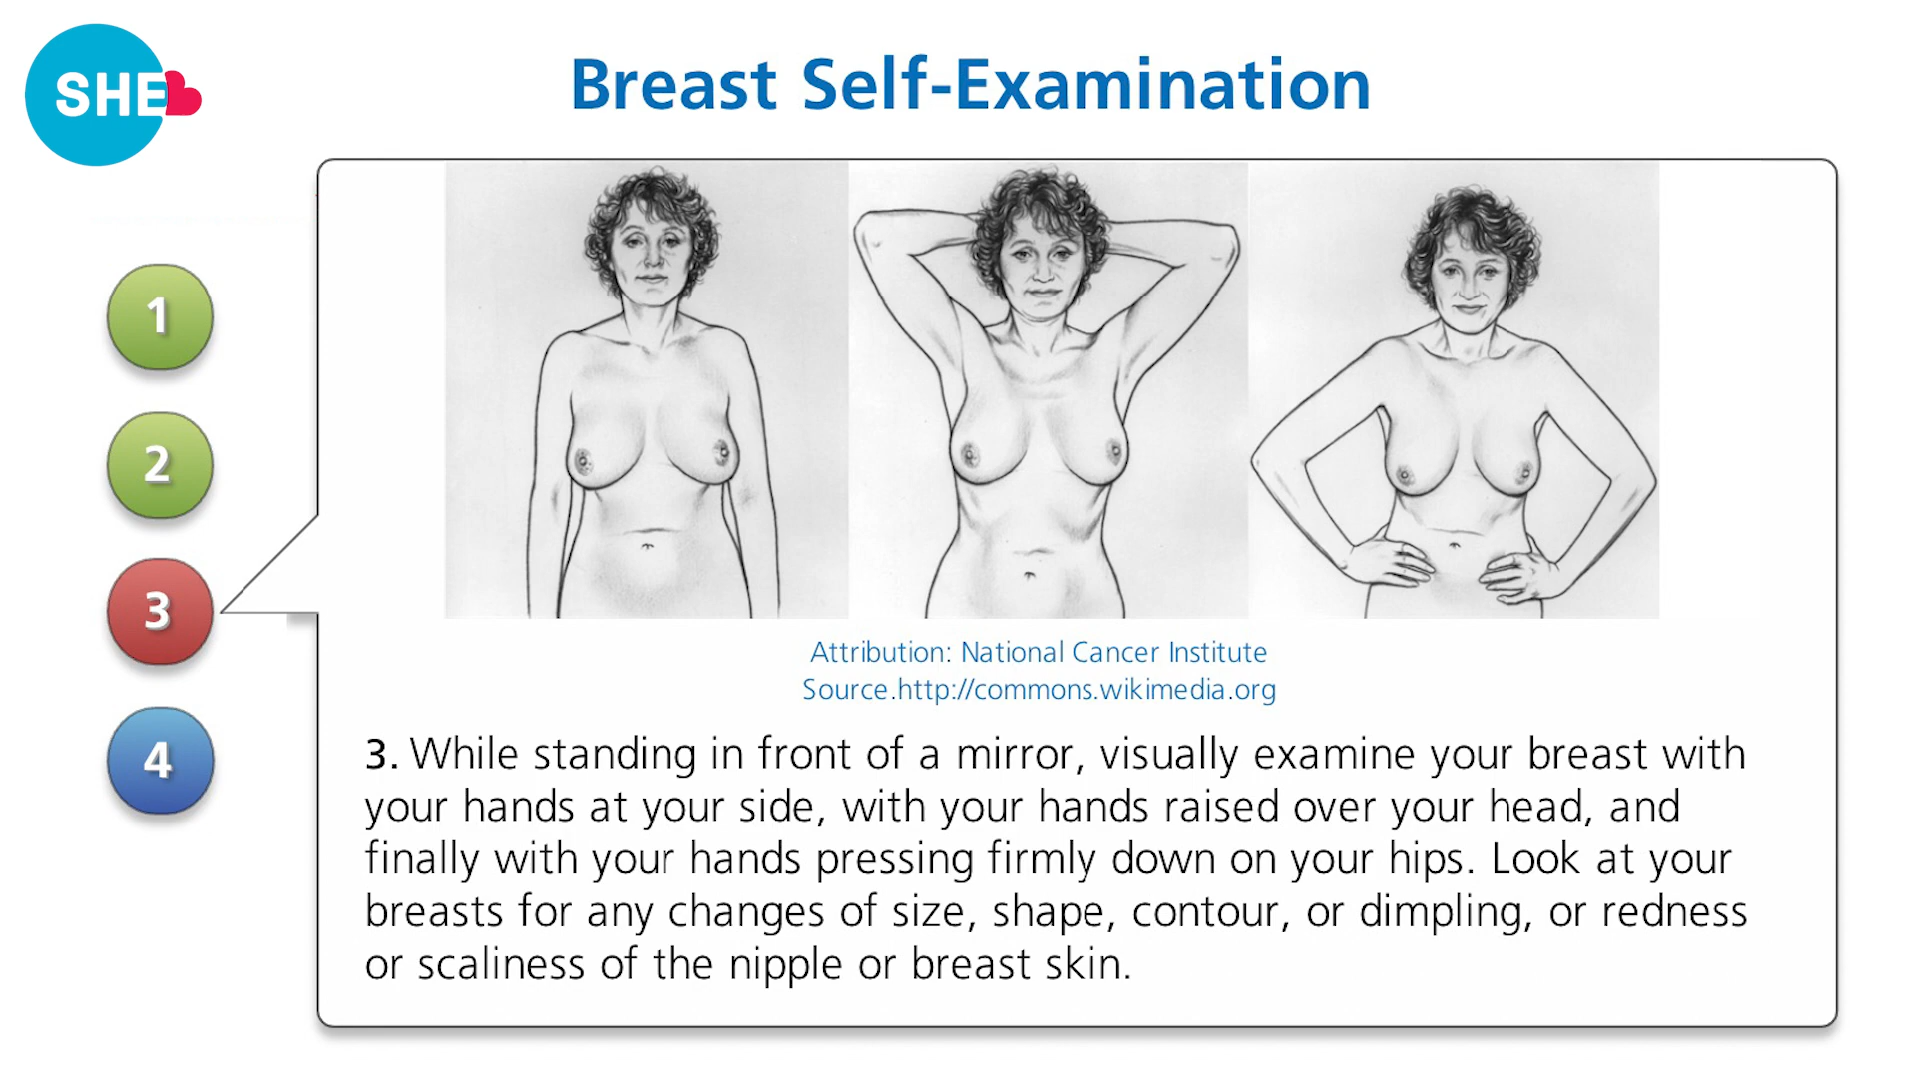 SHE
Breast Self-Examination
1
2
3
4
Attribution: National Cancer Institute
Source.http://commons.wikimedia.org
3. While standing in front of a mirror, visually examine your breast with
your hands at your side, with your hands raised over your head, and
finally with your hands pressing firmly down on your hips. Look at your
breasts for any changes of size, shape, contour, or dimpling, or redness
or scaliness of the nipple or breast skin.